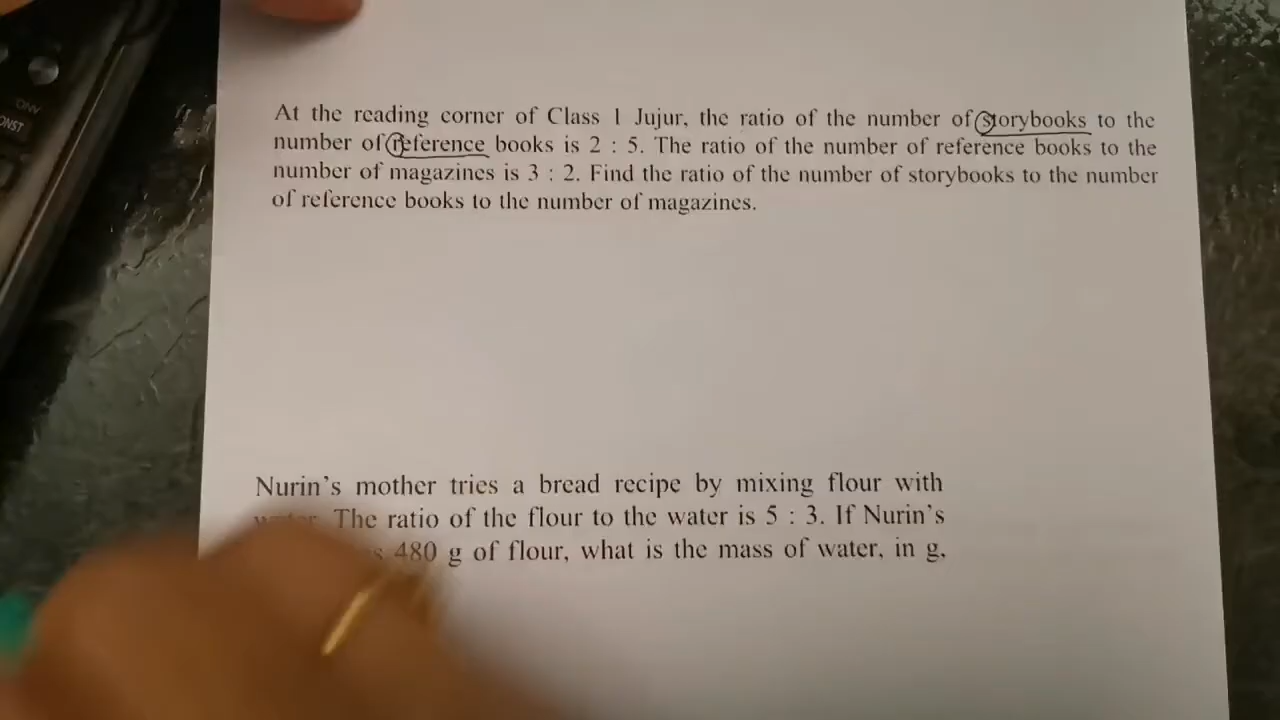 At the reading corner of Class 1 Jujur, the ratio of the number of storybooks to the
number of reference books is 2 : 5. The ratio of the number of reference books to the
number of magazines is 3 : 2. Find the ratio of the number of storybooks to the number
of reference books to the number of magazines.
Nurin's mother tries a bread recipe by mixing flour with
water. The ratio of the flour to the water is 5 : 3. If Nurin's
480 g of flour, what is the mass of water, in g,